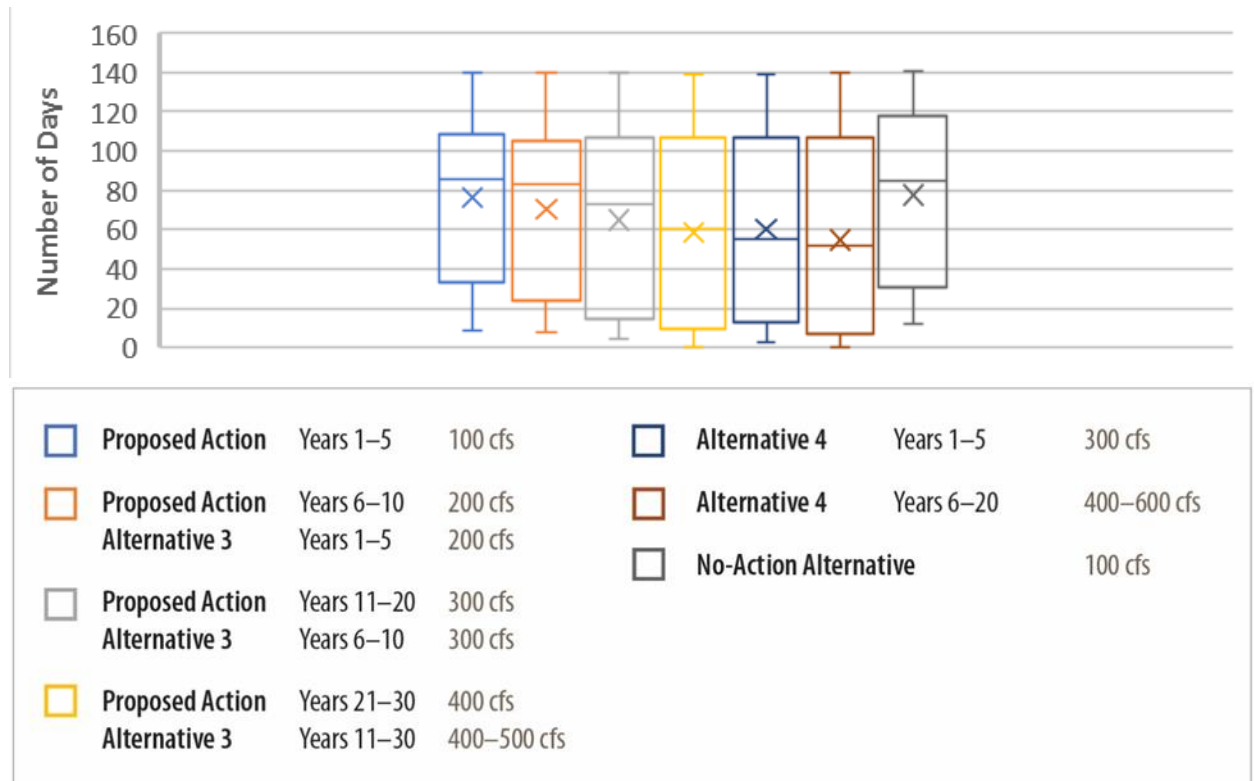 160
140
120
100
80
60
40
20
0
Number of Days
Proposed Action Years 1–5 100 cfs
Proposed Action Years 6–10 200 cfs
Alternative 3 Years 1–5 200 cfs
Proposed Action Years 11–20 300 cfs
Alternative 3 Years 6–10 300 cfs
Proposed Action Years 21–30 400 cfs
Alternative 3 Years 11–30 400–500 cfs
Alternative 4 Years 1–5 300 cfs
Alternative 4 Years 6–20 400–600 cfs
No-Action Alternative 100 cfs